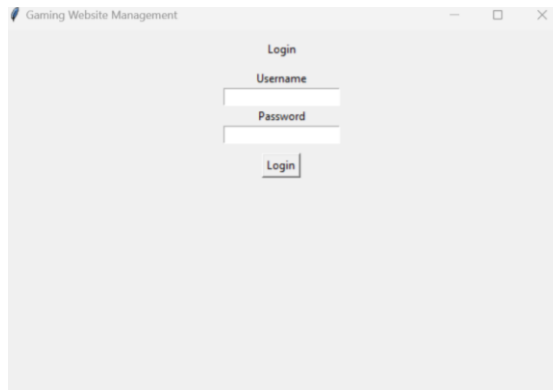 Gaming Website Management
Login
Username
Password
Login